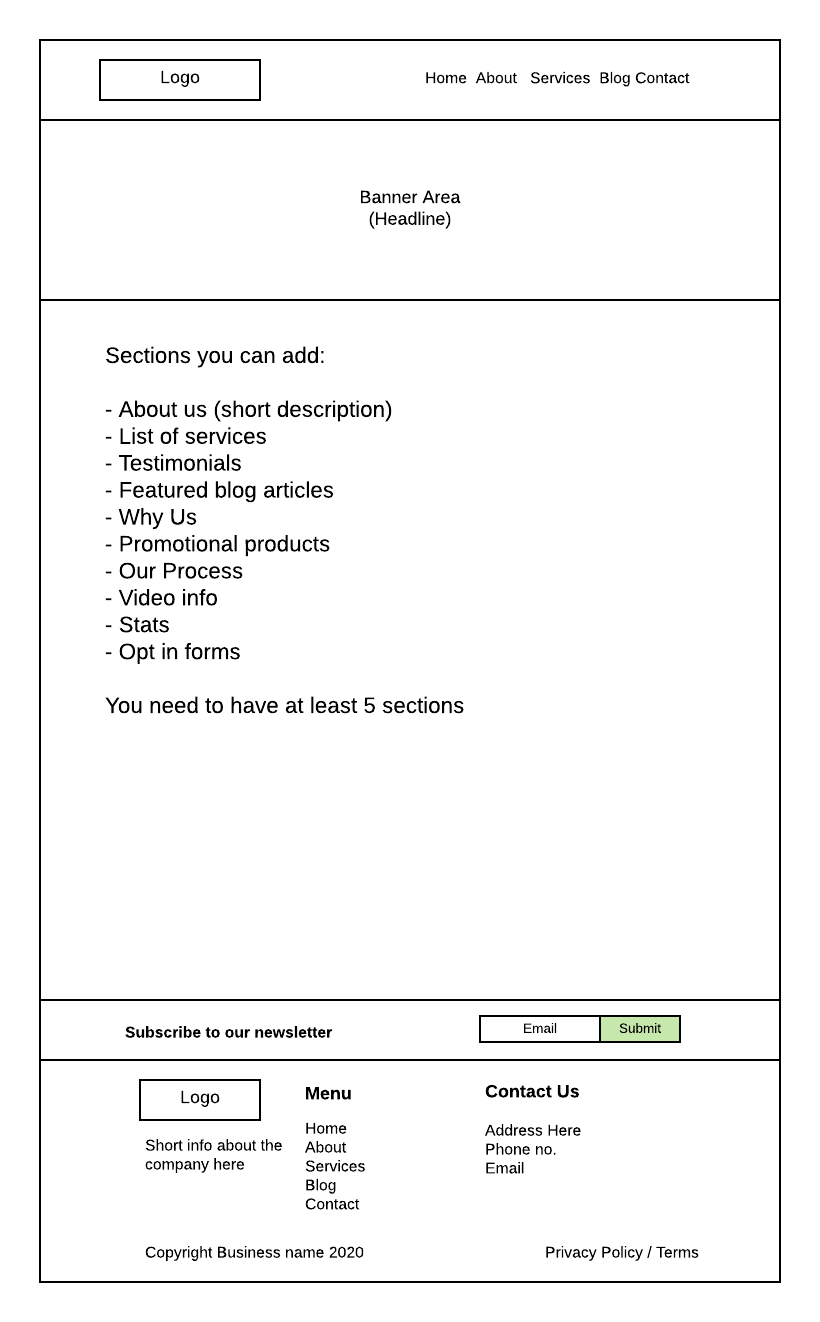 Logo
Home About Services Blog Contact
Banner Area
(Headline)
Sections you can add:
- About us (short description)
- List of services
- Testimonials
- Featured blog articles
- Why Us
- Promotional products
- Our Process
- Video info
- Stats
- Opt in forms
You need to have at least 5 sections
Subscribe to our newsletter
Email
Submit
Logo
Short info about the
company here
Menu
Home
About
Services
Blog
Contact
Contact Us
Address Here
Phone no.
Email
Copyright Business name 2020
Privacy Policy / Terms